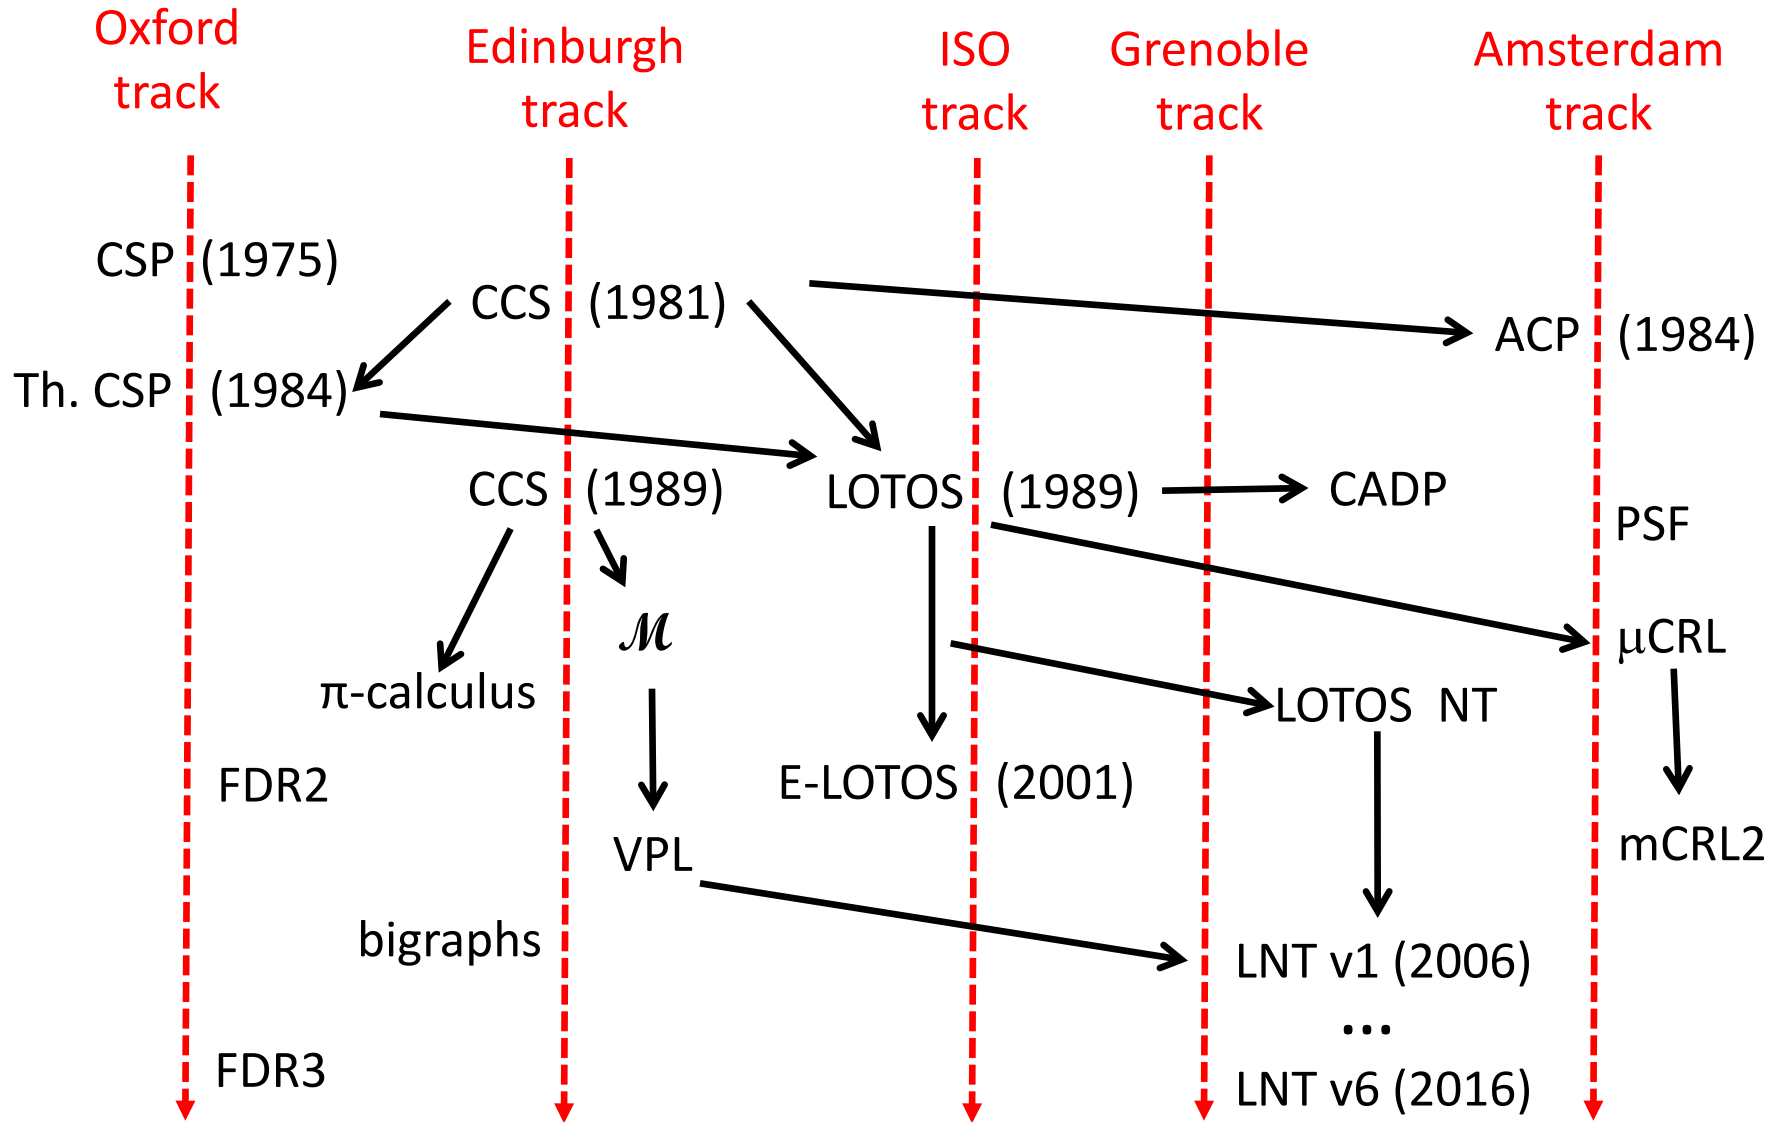 Oxford
track
Edinburgh
track
ISO
track
Grenoble
track
Amsterdam
track
CSP (1975)
CCS (1981)
ACP (1984)
Th. CSP (1984)
CCS (1989)
LOTOS (1989)
CADP
PSF
ℳ
μCRL
π-calculus
LOTOS NT
FDR2
E-LOTOS (2001)
VPL
mCRL2
bigraphs
LNT v1 (2006)
...
FDR3
LNT v6 (2016)